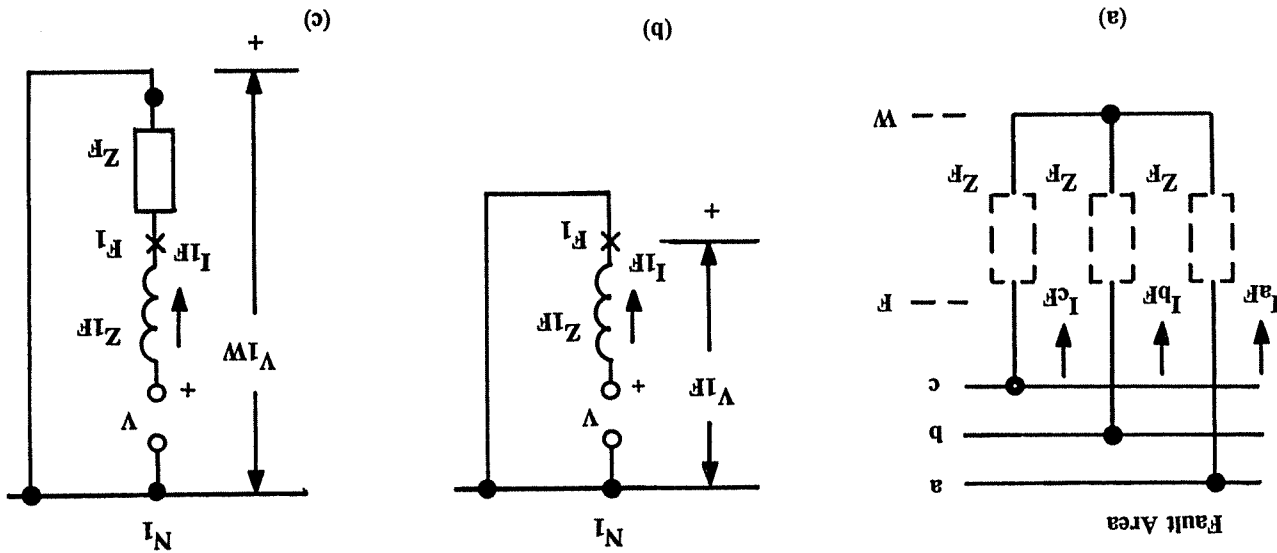 Fault Area
a
b
c
I_aF I_bF I_cF
F
Z_F Z_F Z_F
W
(a)
N_1
V
+
V_1F
Z_1F
I_1F
F_1
+
(b)
N_1
V
+
V_1W
Z_1F
I_1F
F_1
Z_F
+
(c)